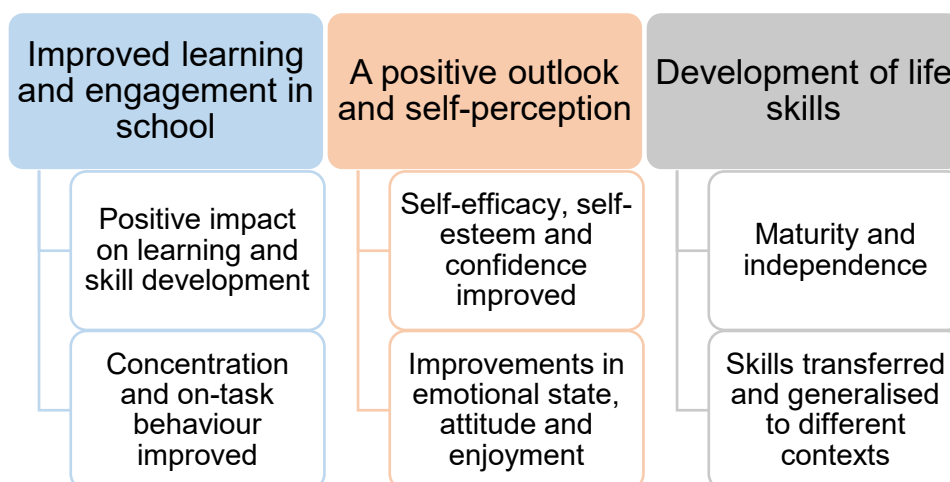 Improved learning
and engagement in
school
Positive impact
on learning and
skill development
Concentration
and on-task
behaviour
improved
A positive outlook
and self-perception
Self-efficacy, self-
esteem and
confidence
improved
Improvements in
emotional state,
attitude and
enjoyment
Development of life
skills
Maturity and
independence
Skills transferred
and generalised
to different
contexts